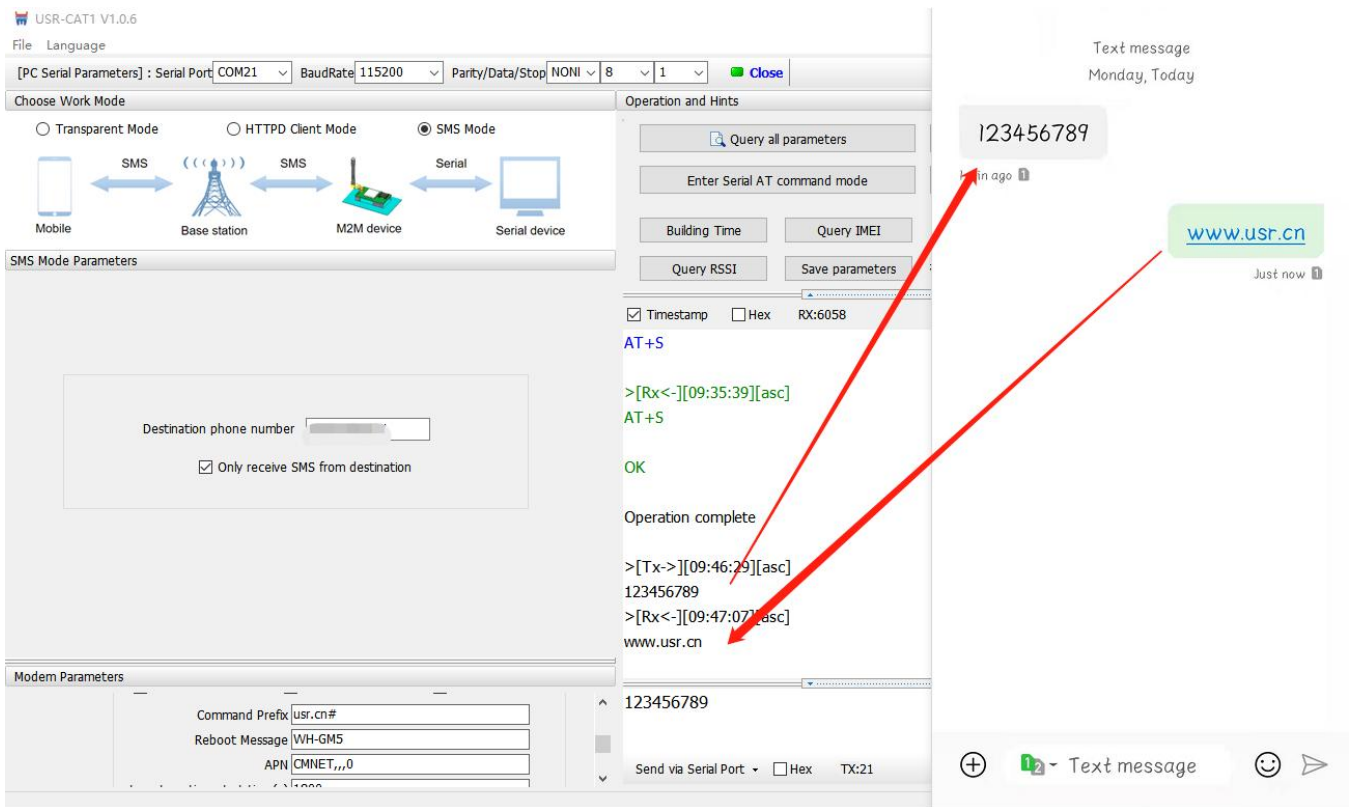 USR-CAT1 V1.0.6
File Language
[PC Serial Parameters] : Serial Port COM21 BaudRate 115200 Parity/Data/Stop NONI 8 1 Close
Choose Work Mode
Transparent Mode HTTPD Client Mode SMS Mode
SMS SMS Serial
Mobile Base station M2M device Serial device
SMS Mode Parameters
Destination phone number
Only receive SMS from destination
Modem Parameters
Command Prefix usr.cn#
Reboot Message WH-GM5
APN CMNET,,,0
Operation and Hints
Query all parameters
Enter Serial AT command mode
Building Time Query IMEI
Query RSSI Save parameters
Timestamp Hex RX:6058
AT+S
>[Rx<-][09:35:39][asc]
AT+S
OK
Operation complete
>[Tx->][09:46:29][asc]
123456789
>[Rx<-][09:47:07][asc]
www.usr.cn
123456789
Send via Serial Port Hex TX:21
Text message
Monday, Today
123456789
in ago 1
www.usr.cn
Just now 1
12 Text message